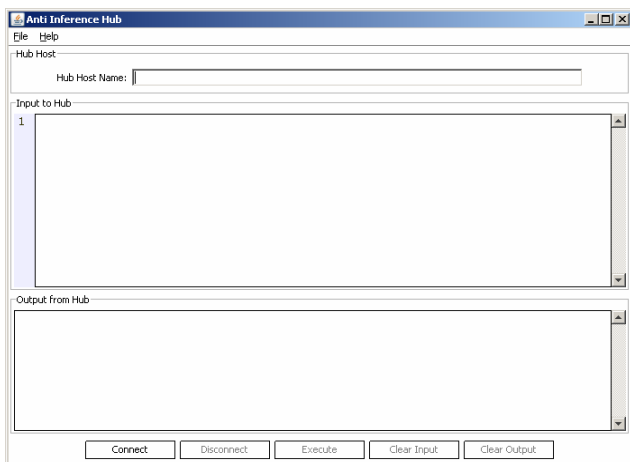 Anti Inference Hub
File Help
Hub Host
Hub Host Name:
Input to Hub
1
Output from Hub
Connect Disconnect Execute Clear Input Clear Output